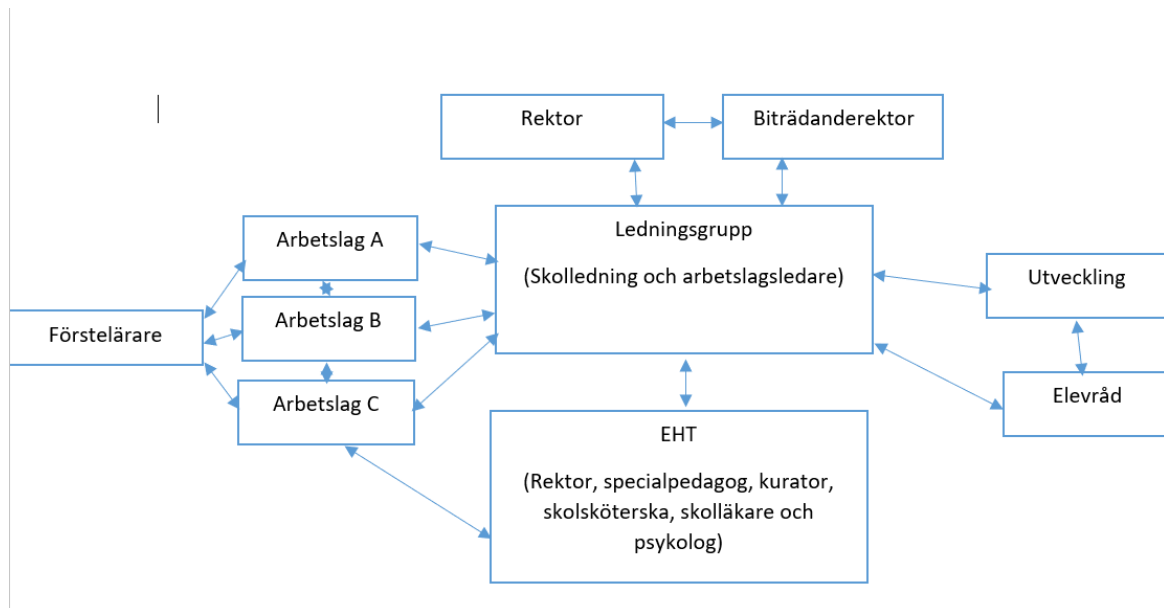 Rektor
Biträdanderektor
Ledningsgrupp
(Skolledning och arbetslagsledare)
Arbetslag A
Arbetslag B
Arbetslag C
Förstelärare
Utveckling
Elevråd
EHT
(Rektor, specialpedagog, kurator,
skolsköterska, skolläkare och
psykolog)